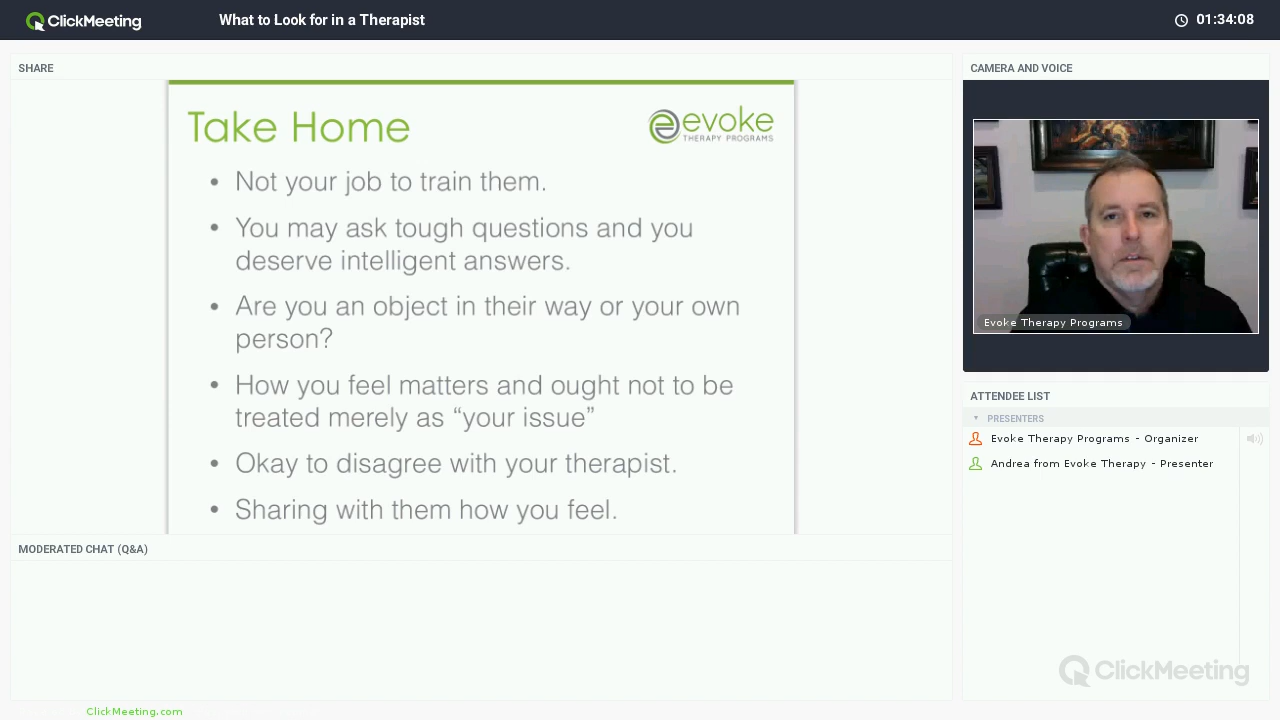 ClickMeeting
What to Look for in a Therapist
01:34:08
SHARE
Take Home
evoke
THERAPY PROGRAMS
• Not your job to train them.
• You may ask tough questions and you
deserve intelligent answers.
• Are you an object in their way or your own
person?
• How you feel matters and ought not to be
treated merely as “your issue”
• Okay to disagree with your therapist.
• Sharing with them how you feel.
MODERATED CHAT (Q&A)
ClickMeeting.com
CAMERA AND VOICE
Evoke Therapy Programs
ATTENDEE LIST
PRESENTERS
Evoke Therapy Programs - Organizer
Andrea from Evoke Therapy - Presenter
ClickMeeting